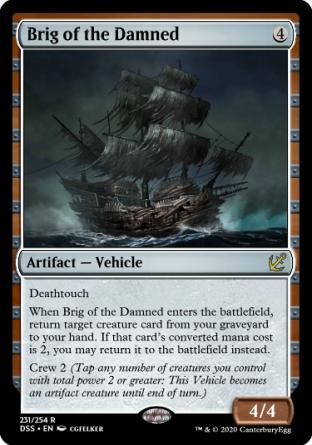 Brig of the Damned 4
Artifact — Vehicle
Deathtouch
When Brig of the Damned enters the battlefield,
return target creature card from your graveyard
to your hand. If that card's converted mana cost
is 2, you may return it to the battlefield instead.
Crew 2 (Tap any number of creatures you control
with total power 2 or greater: This Vehicle becomes
an artifact creature until end of turn.)
4/4
231/254 R
DSS • EN CGFELKER
™ & © 2020 CanterburyEgg